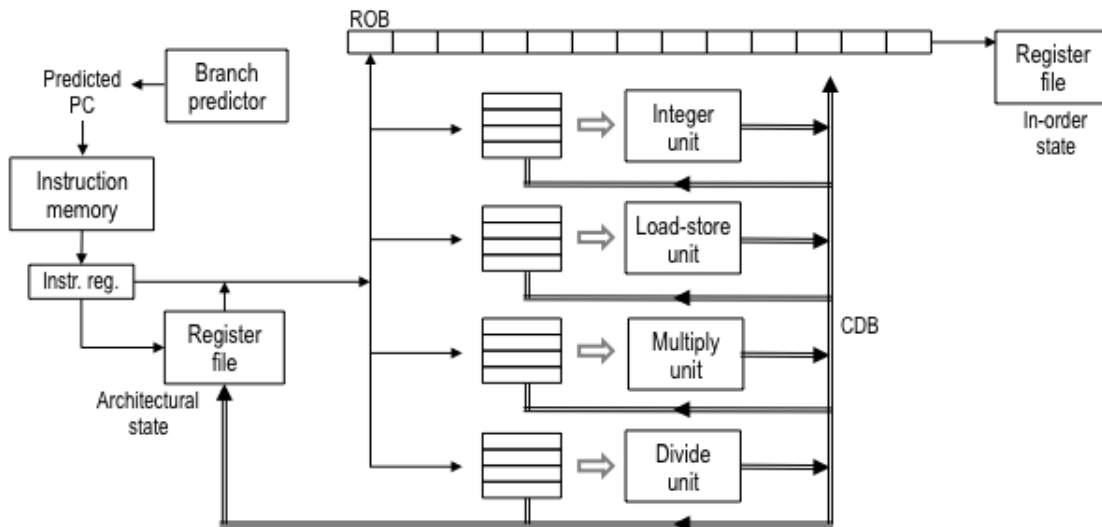 ROB
Register
file
In-order
state
Predicted
PC
Branch
predictor
Instruction
memory
Instr. reg.
Register
file
Architectural
state
Integer
unit
Load-store
unit
Multiply
unit
Divide
unit
CDB